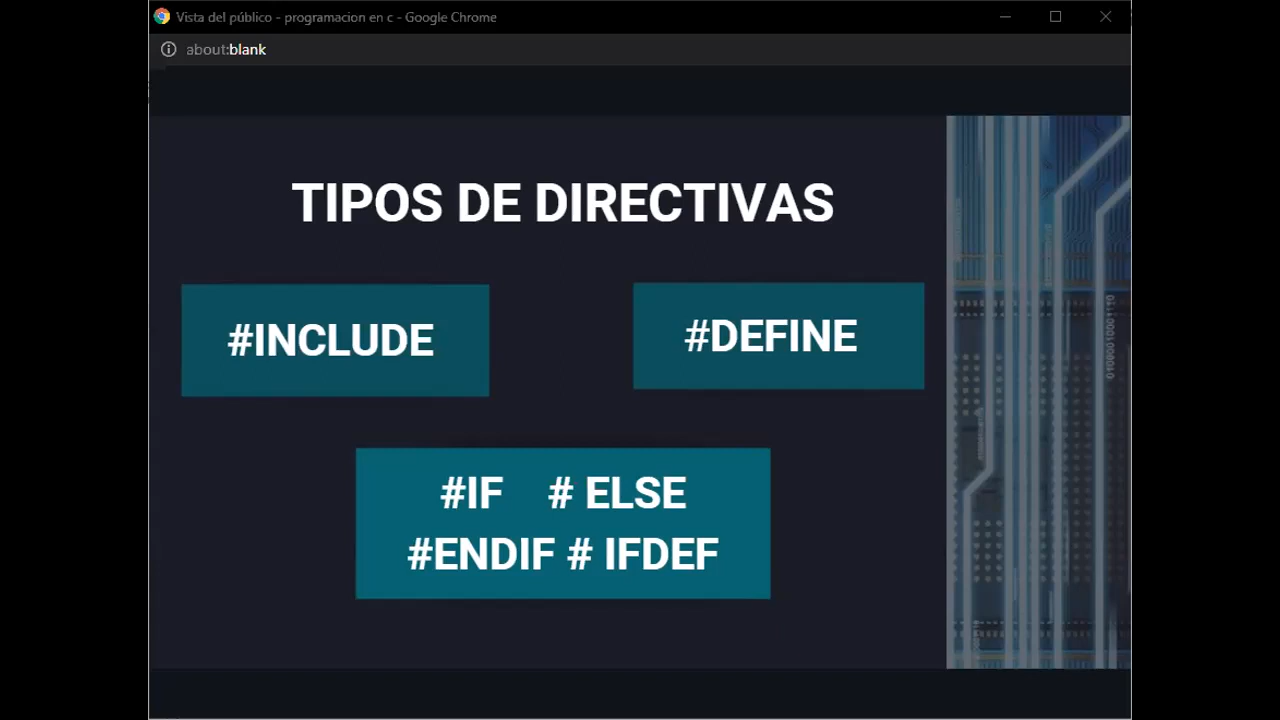 Vista del público - programacion en c - Google Chrome
about:blank
TIPOS DE DIRECTIVAS
#INCLUDE
#DEFINE
#IF # ELSE
#ENDIF # IFDEF